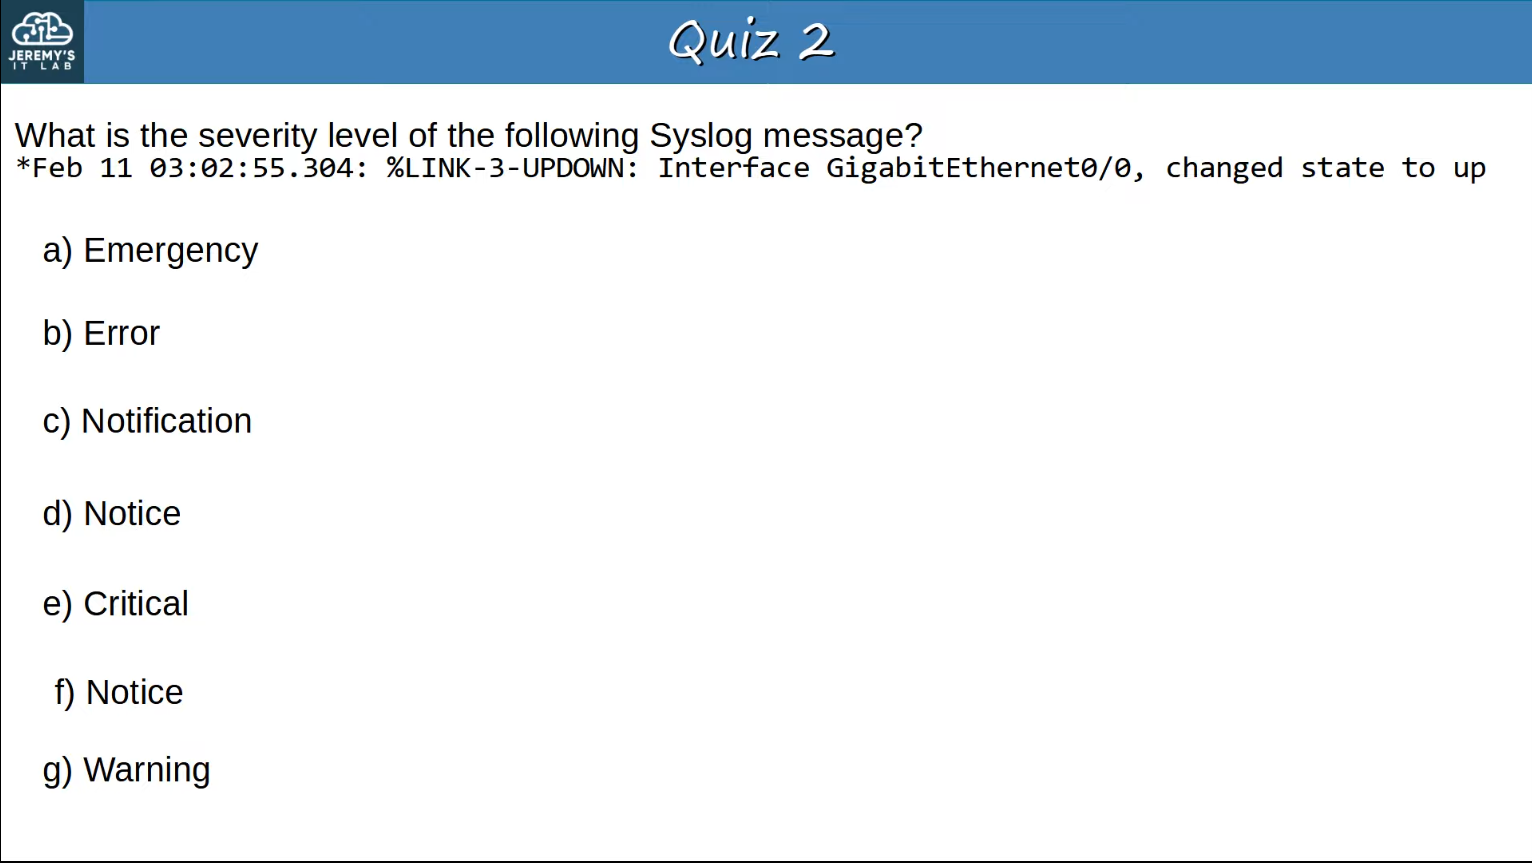 JEREMY'S
IT LAB
Quiz 2
What is the severity level of the following Syslog message?
*Feb 11 03:02:55.304: %LINK-3-UPDOWN: Interface GigabitEthernet0/0, changed state to up
a) Emergency
b) Error
c) Notification
d) Notice
e) Critical
f) Notice
g) Warning